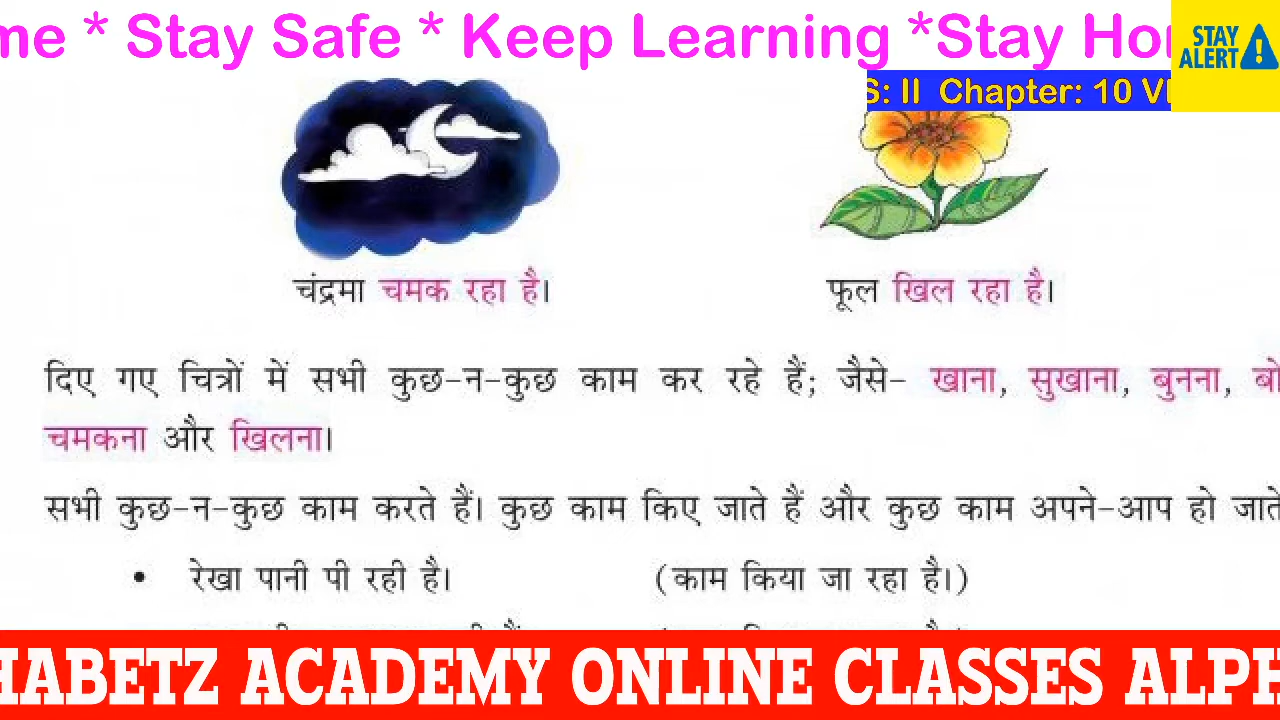 me * Stay Safe * Keep Learning *Stay Hom
STAY
ALERT
S: II Chapter: 10 V
चंद्रमा चमक रहा है। फूल खिल रहा है।
दिए गए चित्रों में सभी कुछ-न-कुछ काम कर रहे हैं; जैसे- खाना, सुखाना, बुनना, बो
चमकना और खिलना।
सभी कुछ-न-कुछ काम करते हैं। कुछ काम किए जाते हैं और कुछ काम अपने-आप हो जाते
• रेखा पानी पी रही है। (काम किया जा रहा है।)
HABETZ ACADEMY ONLINE CLASSES ALPH